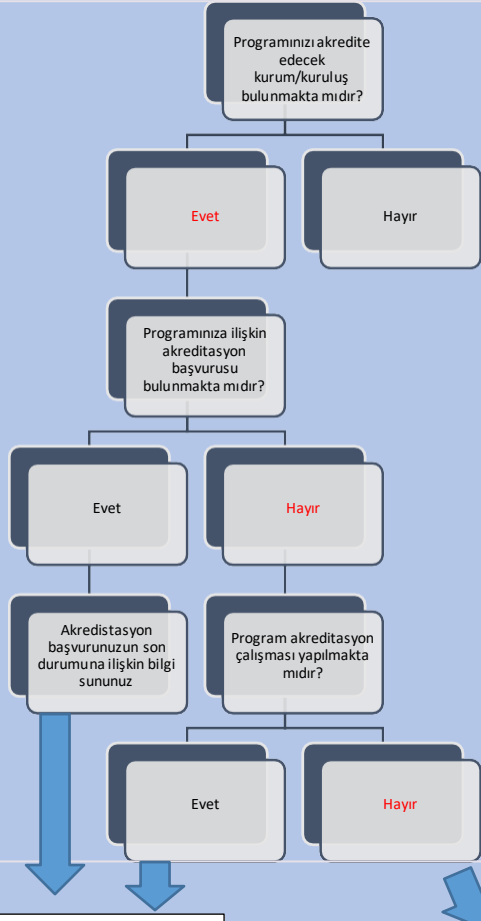 Programınızı akredite
edecek
kurum/kuruluş
bulunmakta mıdır?
Evet
Hayır
Programınıza ilişkin
akreditasyon
başvurusu
bulunmakta mıdır?
Evet
Hayır
Akredistasyon
başvurunuzun son
durumuna ilişkin bilgi
sununuz
Program akreditasyon
çalışması yapılmakta
mıdır?
Evet
Hayır